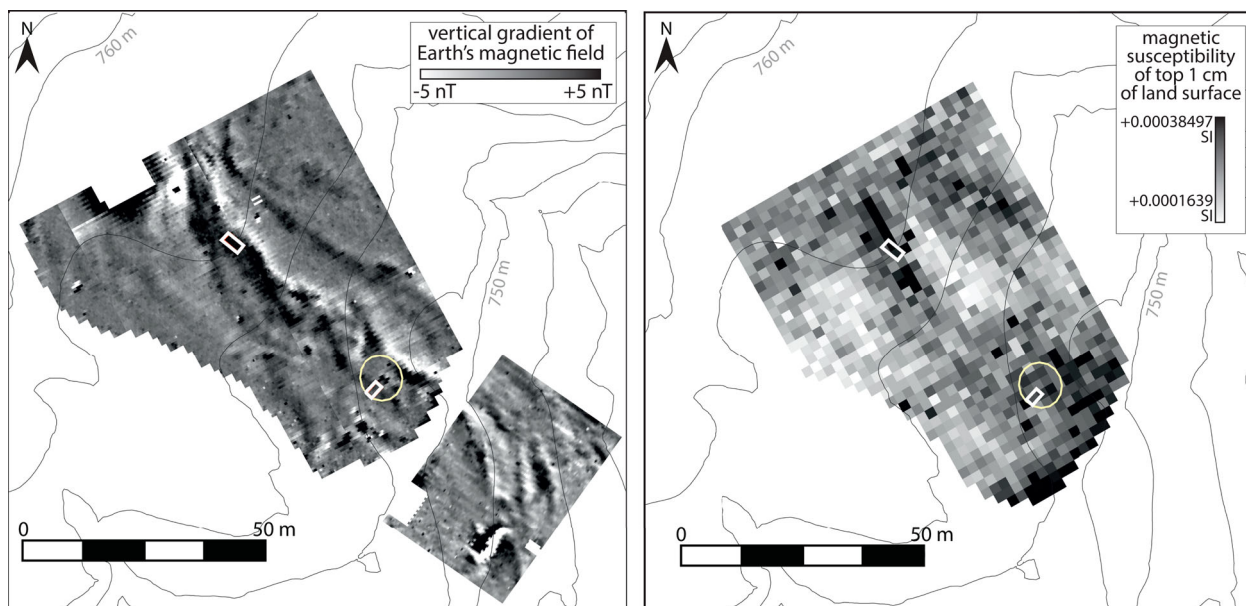 N
760 m
vertical gradient of
Earth's magnetic field
-5 nT +5 nT
750 m
0 50 m
N
760 m
magnetic
susceptibility
of top 1 cm
of land surface
+0.00038497
SI
+0.0001639
SI
750 m
0 50 m